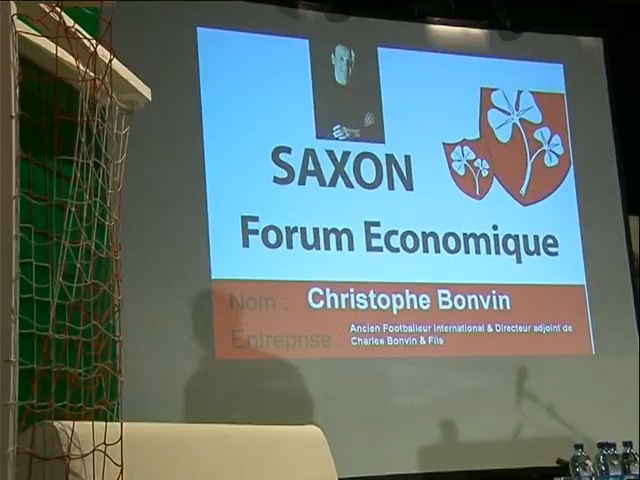 SAXON
Forum Economique
Nom : Christophe Bonvin
Entreprise : Ancien Footballeur International & Directeur adjoint de
Charles Bonvin & Fils